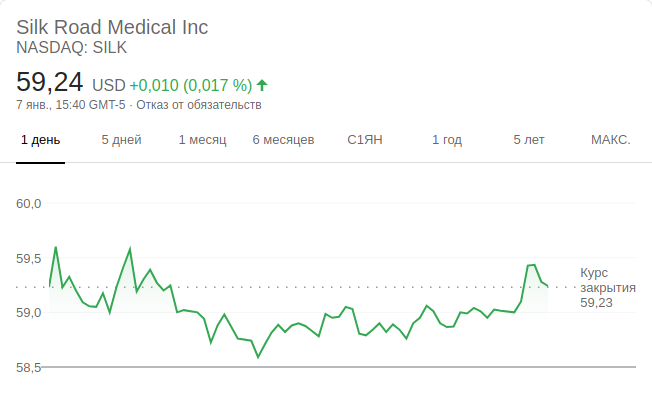 Silk Road Medical Inc
NASDAQ: SILK
59,24 USD +0,010 (0,017 %)
7 янв., 15:40 GMT-5 · Отказ от обязательств
1 день 5 дней 1 месяц 6 месяцев С1ЯН 1 год 5 лет МАКС.
60,0
59,5
Курс
закрытия
59,23
59,0
58,5